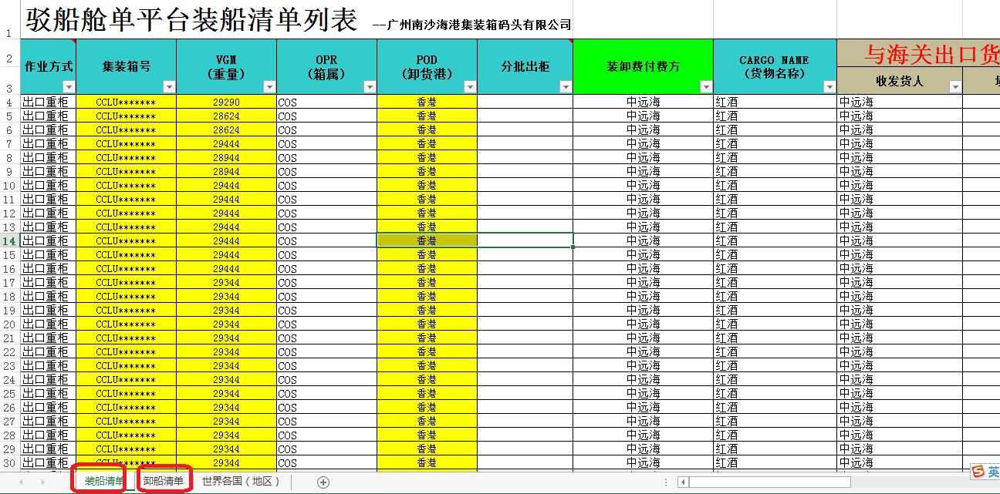 驳船舱单平台装船清单列表 --广州南沙海港集装箱码头有限公司
与海关出口货
作业方式 集装箱号 VGM（重量） OPR（箱属） POD（卸货港） 分批出柜 装卸费付费方 CARGO NAME（货物名称） 收发货人
1
2
3
4 出口重柜 CCLU******* 29290 COS 香港 中远海 红酒 中远海
5 出口重柜 CCLU******* 28624 COS 香港 中远海 红酒 中远海
6 出口重柜 CCLU******* 28624 COS 香港 中远海 红酒 中远海
7 出口重柜 CCLU******* 29444 COS 香港 中远海 红酒 中远海
8 出口重柜 CCLU******* 28944 COS 香港 中远海 红酒 中远海
9 出口重柜 CCLU******* 29444 COS 香港 中远海 红酒 中远海
10 出口重柜 CCLU******* 29444 COS 香港 中远海 红酒 中远海
11 出口重柜 CCLU******* 29444 COS 香港 中远海 红酒 中远海
12 出口重柜 CCLU******* 29444 COS 香港 中远海 红酒 中远海
13 出口重柜 CCLU******* 29444 COS 香港 中远海 红酒 中远海
14 出口重柜 CCLU******* 29444 COS 香港 中远海 红酒 中远海
15 出口重柜 CCLU******* 29444 COS 香港 中远海 红酒 中远海
16 出口重柜 CCLU******* 29444 COS 香港 中远海 红酒 中远海
17 出口重柜 CCLU******* 29344 COS 香港 中远海 红酒 中远海
18 出口重柜 CCLU******* 29344 COS 香港 中远海 红酒 中远海
19 出口重柜 CCLU******* 29344 COS 香港 中远海 红酒 中远海
20 出口重柜 CCLU******* 29344 COS 香港 中远海 红酒 中远海
21 出口重柜 CCLU******* 29344 COS 香港 中远海 红酒 中远海
22 出口重柜 CCLU******* 29344 COS 香港 中远海 红酒 中远海
23 出口重柜 CCLU******* 29344 COS 香港 中远海 红酒 中远海
24 出口重柜 CCLU******* 29344 COS 香港 中远海 红酒 中远海
25 出口重柜 CCLU******* 29344 COS 香港 中远海 红酒 中远海
26 出口重柜 CCLU******* 29344 COS 香港 中远海 红酒 中远海
27 出口重柜 CCLU******* 29344 COS 香港 中远海 红酒 中远海
28 出口重柜 CCLU******* 29344 COS 香港 中远海 红酒 中远海
29 出口重柜 CCLU******* 29344 COS 香港 中远海 红酒 中远海
30 出口重柜 CCLU******* 29344 COS 香港 中远海 红酒 中远海
装船清单 卸船清单 世界各国（地区） 英